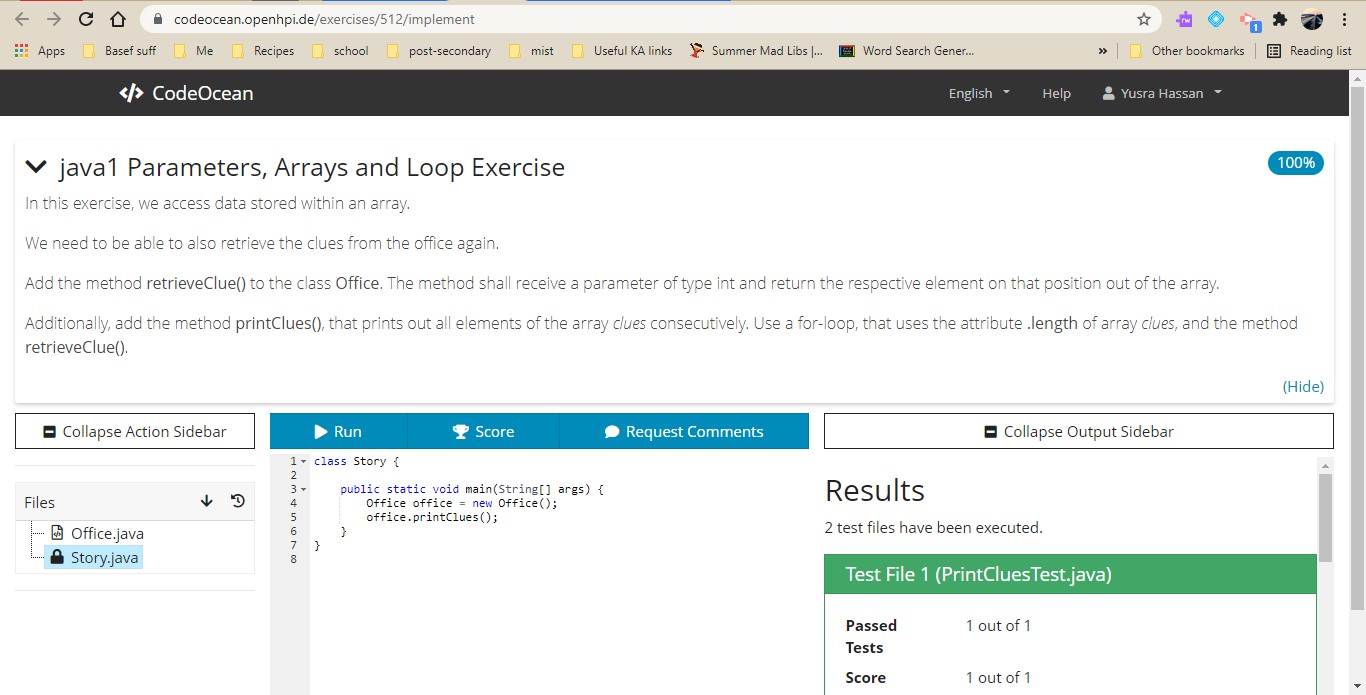 codeocean.openhpi.de/exercises/512/implement
1
Apps Basef suff Me Recipes school post-secondary mist Useful KA links Summer Mad Libs |... Word Search Gener... » Other bookmarks Reading list
</> CodeOcean English Help Yusra Hassan
java1 Parameters, Arrays and Loop Exercise 100%
In this exercise, we access data stored within an array.
We need to be able to also retrieve the clues from the office again.
Add the method retrieveClue() to the class Office. The method shall receive a parameter of type int and return the respective element on that position out of the array.
Additionally, add the method printClues(), that prints out all elements of the array clues consecutively. Use a for-loop, that uses the attribute .length of array clues, and the method
retrieveClue().
(Hide)
Collapse Action Sidebar Run Score Request Comments Collapse Output Sidebar
Files
Office.java
Story.java
1 class Story {
2
3 public static void main(String[] args) {
4 Office office = new Office();
5 office.printClues();
6 }
7 }
8
Results
2 test files have been executed.
Test File 1 (PrintCluesTest.java)
Passed Tests 1 out of 1
Score 1 out of 1